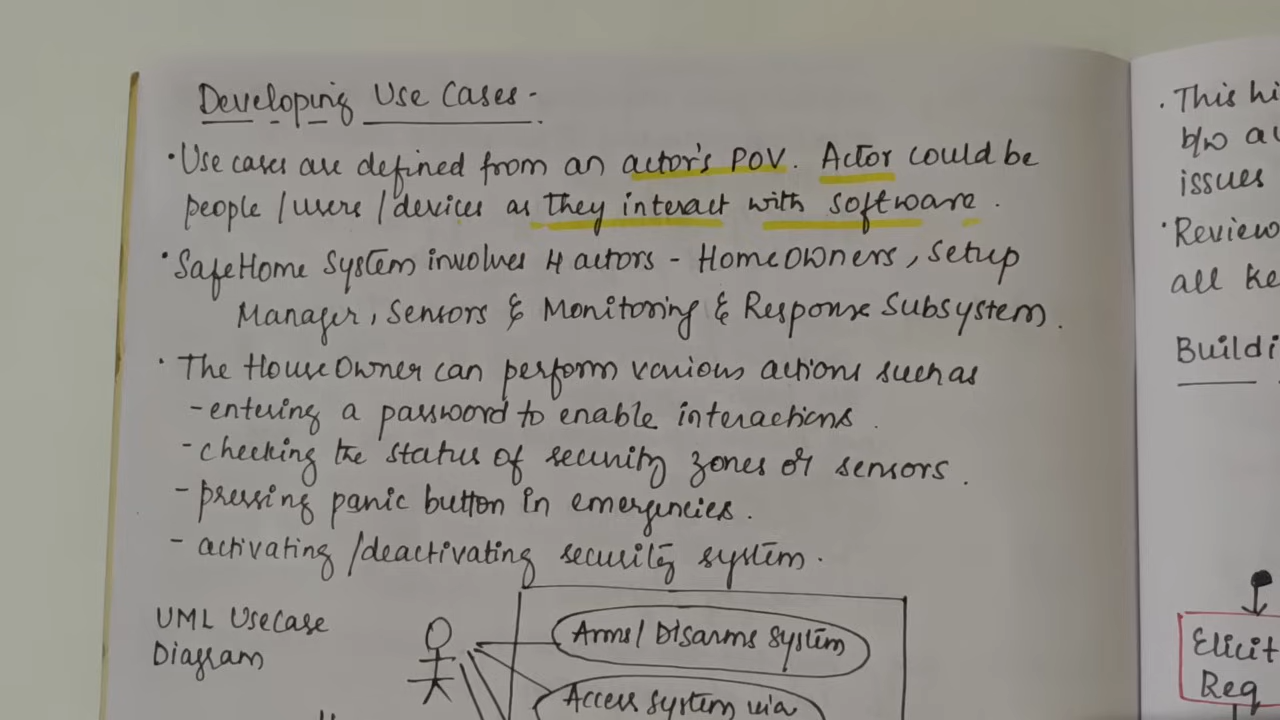 Developing Use Cases -
• Use cases are defined from an actor's POV. Actor could be
people / users / devices as they interact with software.
• SafeHome System involves 4 actors - HomeOwners, Setup
Manager, Sensors & Monitoring & Response Subsystem.
• The HouseOwner can perform various actions such as
- entering a password to enable interactions.
- checking the status of security zones or sensors.
- pressing panic button in emergencies.
- activating / deactivating security system.
UML UseCase
Diagram
Arms / Disarms system
Access system via
• This hi
b/w a
issues
• Review
all ke
Buildi
Elicit
Req